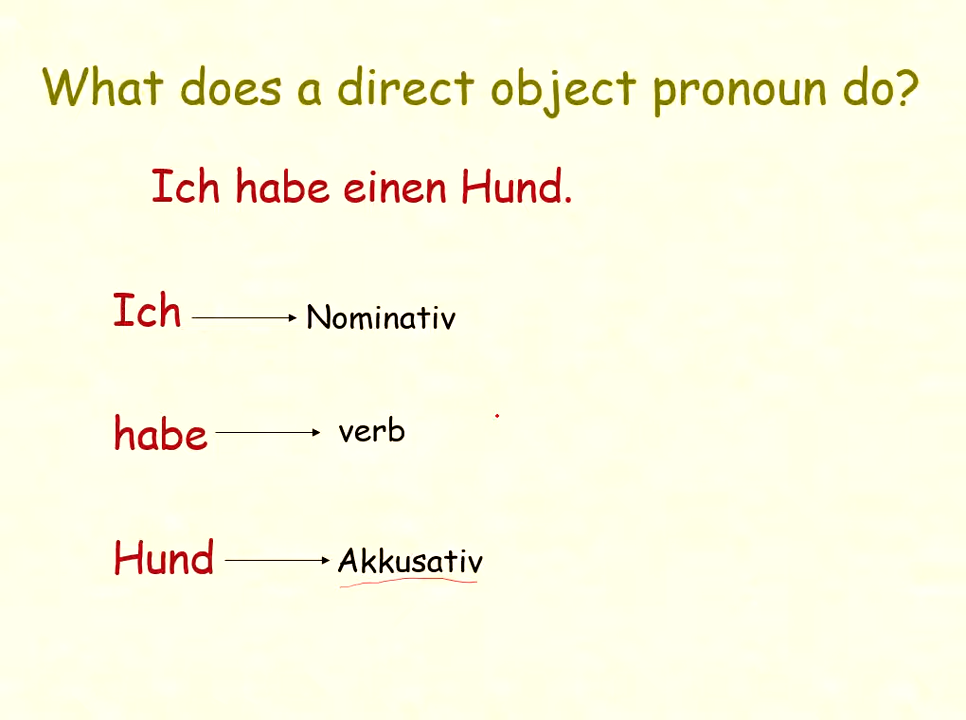 What does a direct object pronoun do?
Ich habe einen Hund.
Ich Nominativ
habe verb
Hund Akkusativ